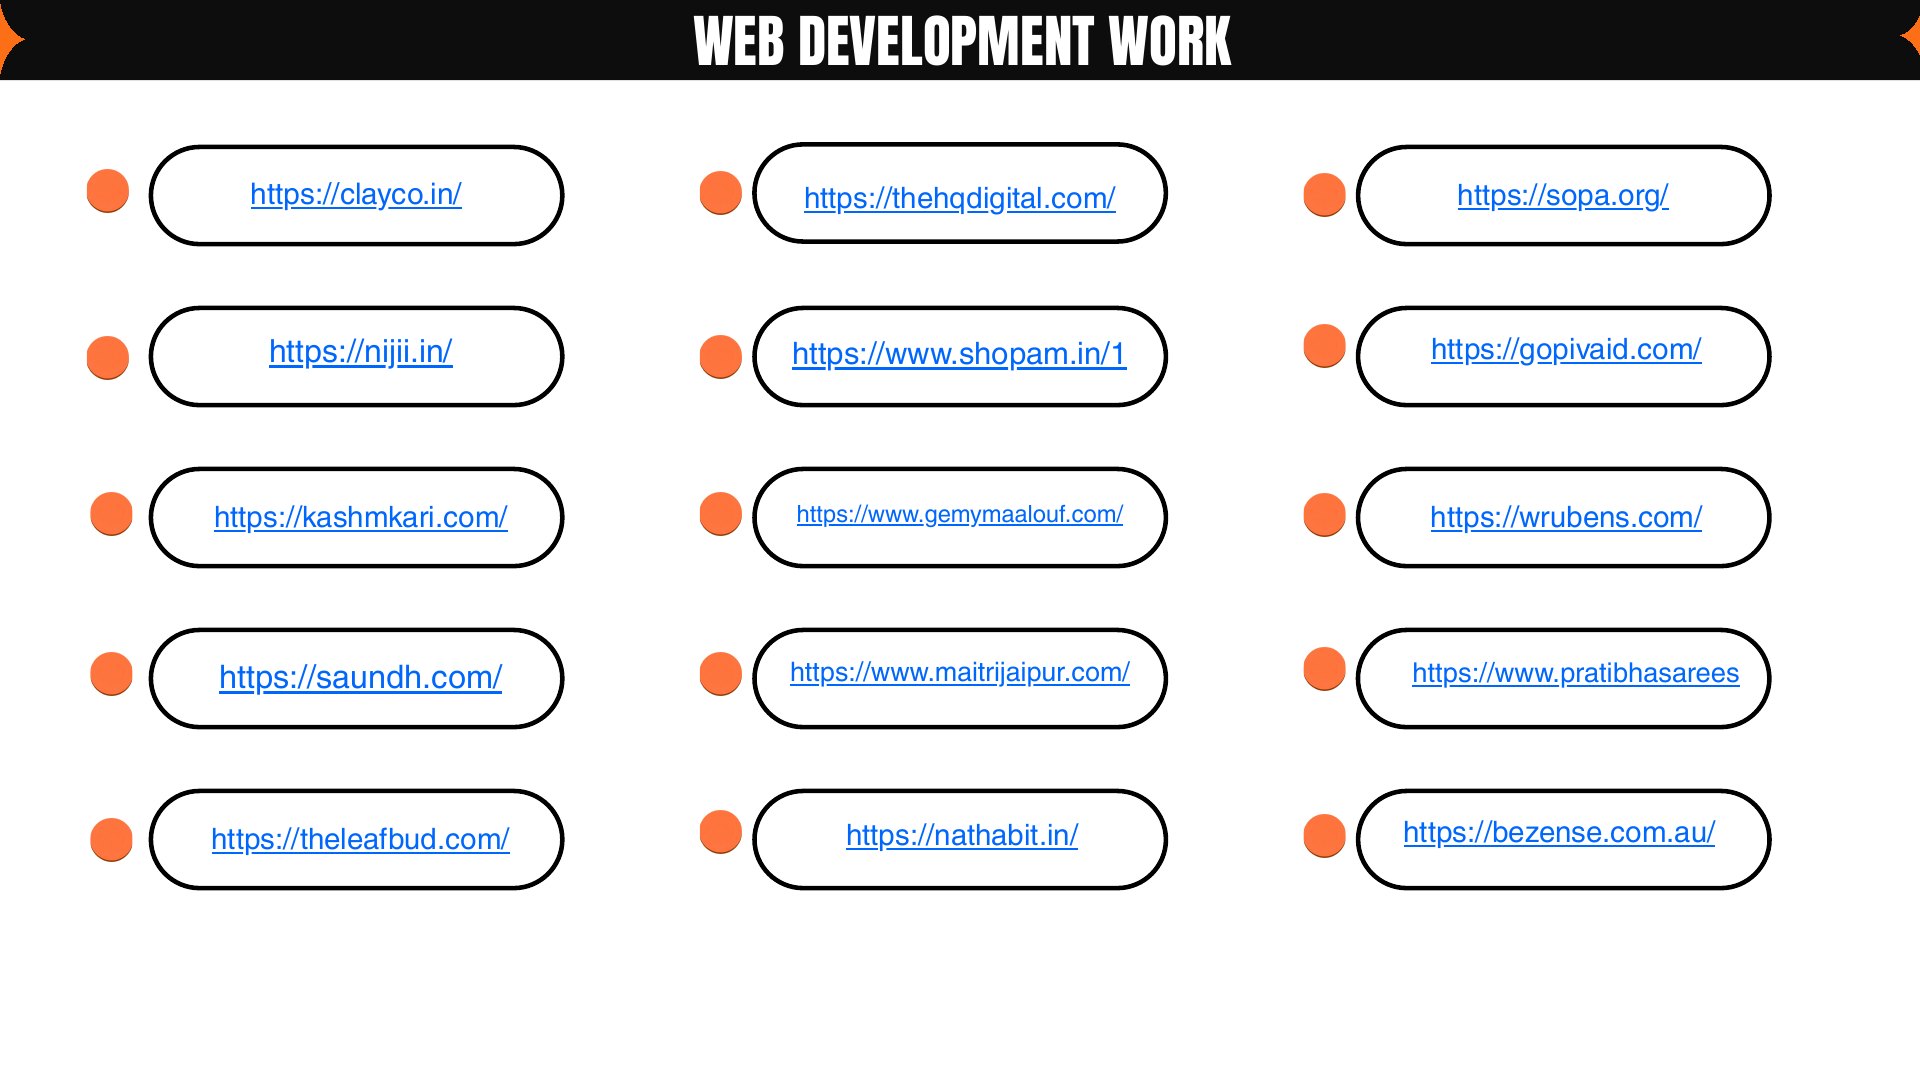 WEB DEVELOPMENT WORK
https://clayco.in/
https://thehqdigital.com/
https://sopa.org/
https://nijii.in/
https://www.shopam.in/1
https://gopivaid.com/
https://kashmkari.com/
https://www.gemymaalouf.com/
https://wrubens.com/
https://saundh.com/
https://www.maitrijaipur.com/
https://www.pratibhasarees
https://theleafbud.com/
https://nathabit.in/
https://bezense.com.au/